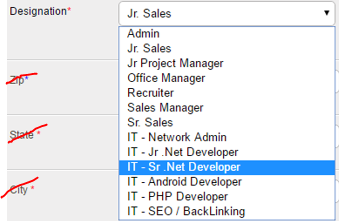 Designation*
Jr. Sales
Admin
Jr. Sales
Jr Project Manager
Office Manager
Recruiter
Sales Manager
Sr. Sales
IT - Network Admin
IT - Jr .Net Developer
IT - Sr .Net Developer
IT - Android Developer
IT - PHP Developer
IT - SEO / BackLinking
Zip*
State *
City *